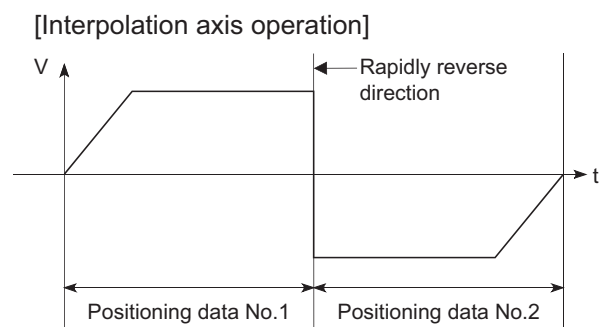 [Interpolation axis operation]
V
Rapidly reverse
direction
t
Positioning data No.1
Positioning data No.2